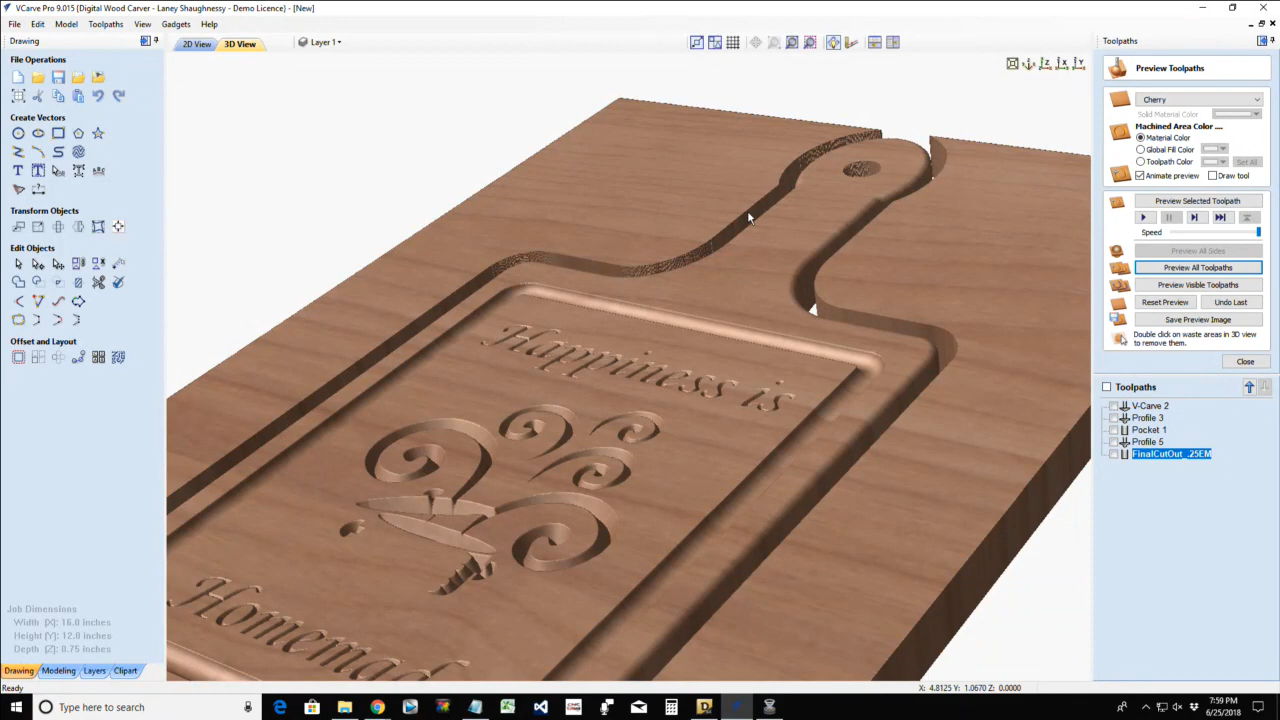 VCarve Pro 9.015 {Digital Wood Carver - Laney Shaughnessy - Demo Licence} - [New]
File Edit Model Toolpaths View Gadgets Help
Drawing
2D View
3D View
Layer 1
Toolpaths
File Operations
Create Vectors
Transform Objects
Edit Objects
Offset and Layout
Job Dimensions
Width (X): 16.0 inches
Height (Y): 12.0 inches
Depth (Z): 0.75 inches
Drawing Modeling Layers Clipart
Ready
Happiness is
Homemad
Z X Y
Preview Toolpaths
Cherry
Solid Material Color
Machined Area Color ....
Material Color
Global Fill Color
Toolpath Color
Set All
Animate preview
Draw tool
Preview Selected Toolpath
Speed
Preview All Sides
Preview All Toolpaths
Preview Visible Toolpaths
Reset Preview
Undo Last
Save Preview Image
Double click on waste areas in 3D view
to remove them.
Close
Toolpaths
V-Carve 2
Profile 3
Pocket 1
Profile 5
FinalCutOut_.25EM
X: 4.8125 Y: 1.0670 Z: 0.0000
Type here to search
7:59 PM
6/25/2018